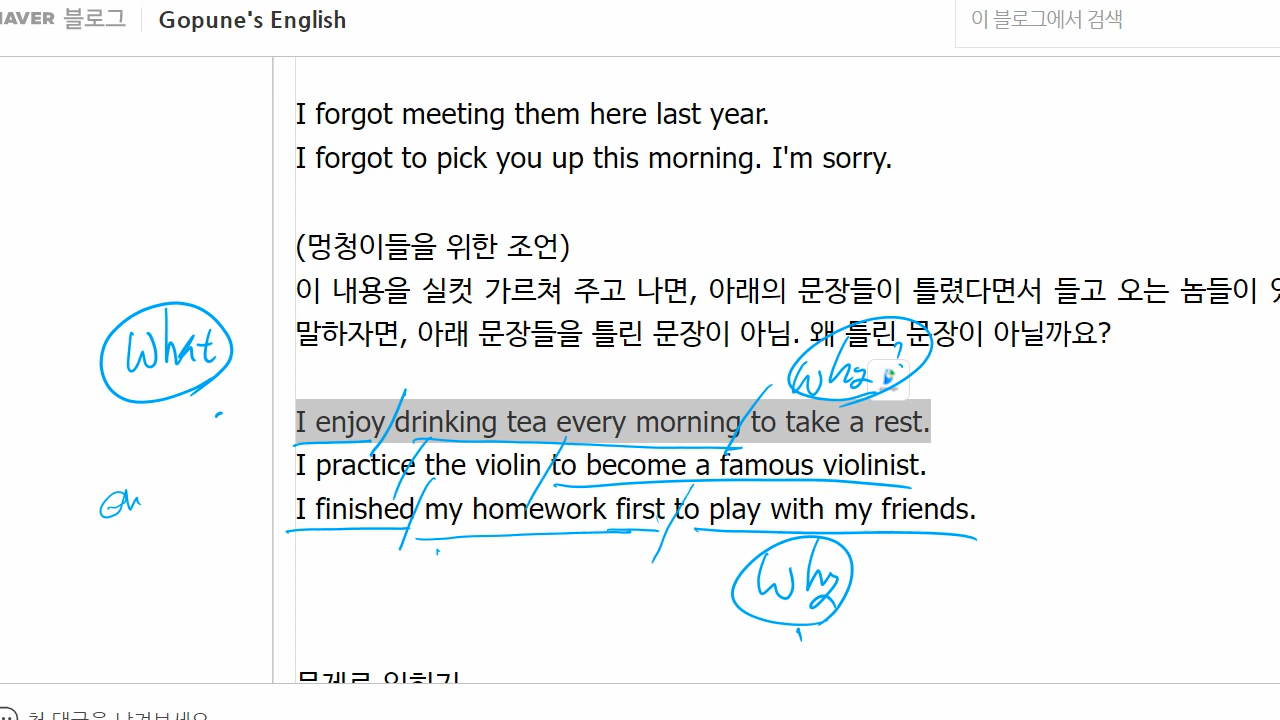 NAVER 블로그 Gopune's English 이 블로그에서 검색
I forgot meeting them here last year.
I forgot to pick you up this morning. I'm sorry.
(멍청이들을 위한 조언)
이 내용을 실컷 가르쳐 주고 나면, 아래의 문장들이 틀렸다면서 들고 오는 놈들이
말하자면, 아래 문장들을 틀린 문장이 아님. 왜 틀린 문장이 아닐까요?
What
Why?
I enjoy drinking tea every morning to take a rest.
I practice the violin to become a famous violinist.
I finished my homework first to play with my friends.
Why